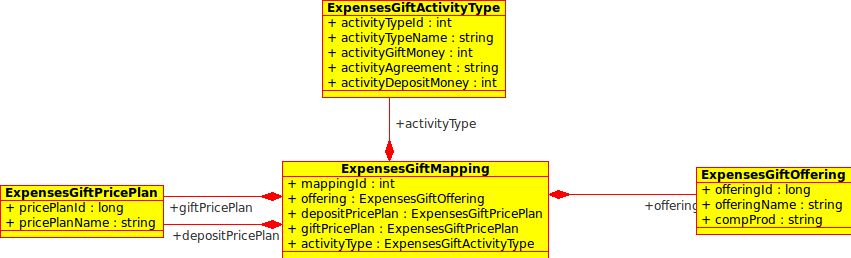 ExpensesGiftActivityType
+ activityTypeId : int
+ activityTypeName : string
+ activityGiftMoney : int
+ activityAgreement : string
+ activityDepositMoney : int
+activityType
ExpensesGiftPricePlan
+ pricePlanId : long
+ pricePlanName : string
+giftPricePlan
+depositPricePlan
ExpensesGiftMapping
+ mappingId : int
+ offering : ExpensesGiftOffering
+ depositPricePlan : ExpensesGiftPricePlan
+ giftPricePlan : ExpensesGiftPricePlan
+ activityType : ExpensesGiftActivityType
+offering
ExpensesGiftOffering
+ offeringId : long
+ offeringName : string
+ compProd : string